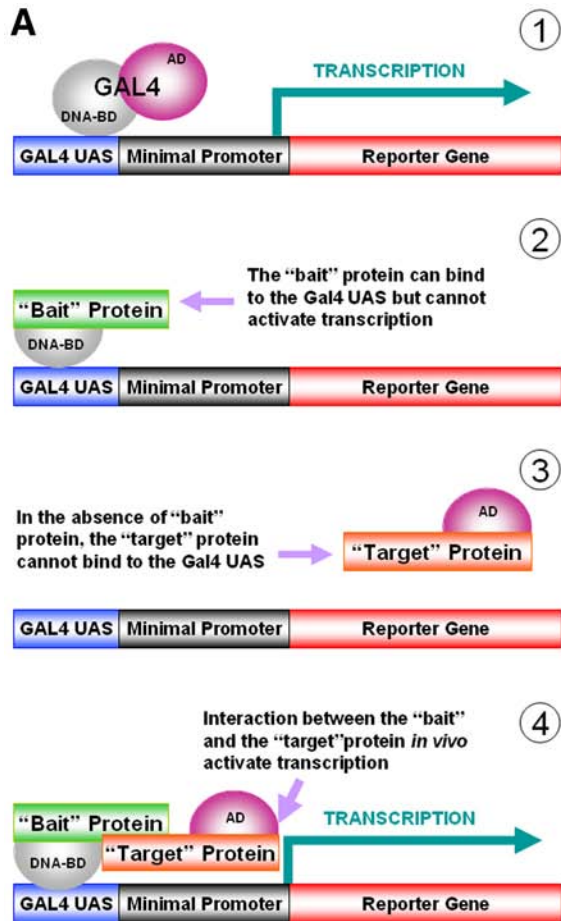 A
1
AD
TRANSCRIPTION
GAL4
DNA-BD
GAL4 UAS Minimal Promoter Reporter Gene
2
The “bait” protein can bind
to the Gal4 UAS but cannot
activate transcription
“Bait” Protein
DNA-BD
GAL4 UAS Minimal Promoter Reporter Gene
3
In the absence of “bait”
protein, the “target” protein
cannot bind to the Gal4 UAS
AD
“Target” Protein
GAL4 UAS Minimal Promoter Reporter Gene
4
Interaction between the “bait”
and the “target”protein in vivo
activate transcription
“Bait” Protein
AD
TRANSCRIPTION
DNA-BD
“Target” Protein
GAL4 UAS Minimal Promoter Reporter Gene